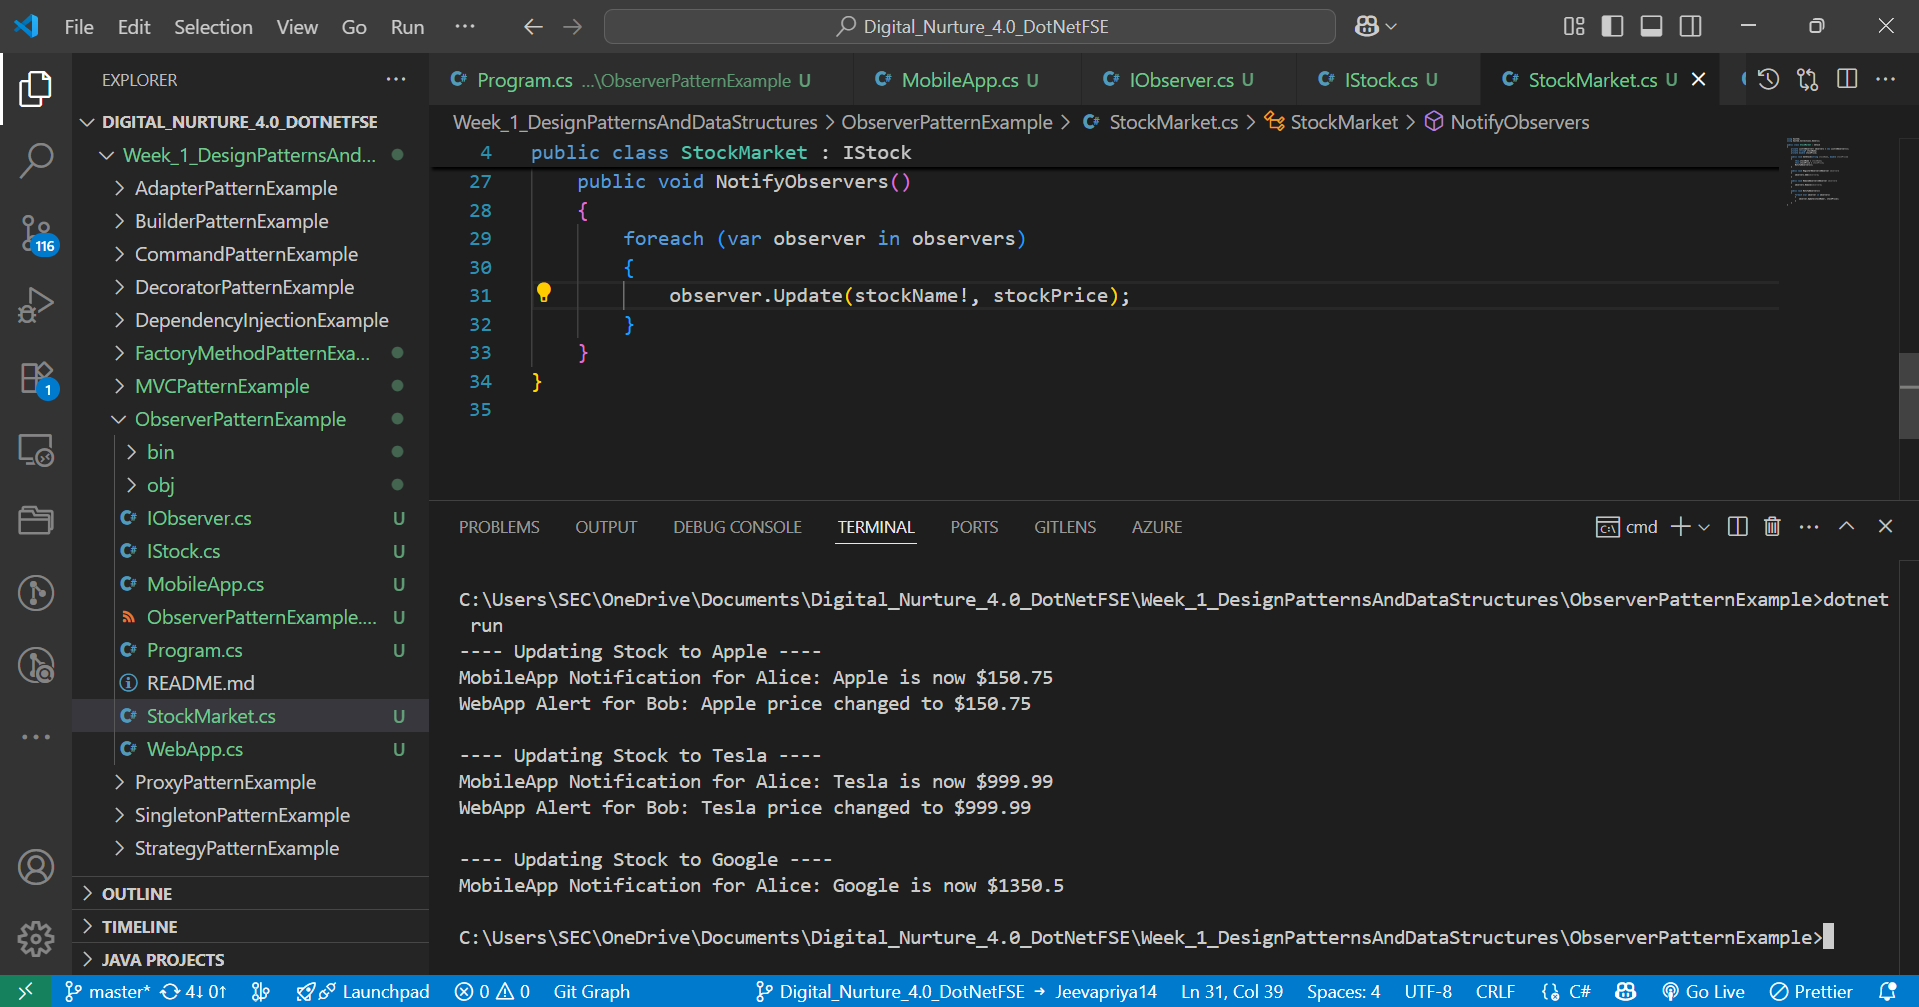 File Edit Selection View Go Run ··· Digital_Nurture_4.0_DotNetFSE
EXPLORER
DIGITAL_NURTURE_4.0_DOTNETFSE
Week_1_DesignPatternsAnd...
AdapterPatternExample
BuilderPatternExample
CommandPatternExample
DecoratorPatternExample
DependencyInjectionExample
FactoryMethodPatternExa...
MVCPatternExample
ObserverPatternExample
bin
obj
C# IObserver.cs U
C# IStock.cs U
C# MobileApp.cs U
ObserverPatternExample.... U
C# Program.cs U
README.md
C# StockMarket.cs U
C# WebApp.cs U
ProxyPatternExample
SingletonPatternExample
StrategyPatternExample
OUTLINE
TIMELINE
JAVA PROJECTS
116
1
C# Program.cs ...\ObserverPatternExample U C# MobileApp.cs U C# IObserver.cs U C# IStock.cs U C# StockMarket.cs U
Week_1_DesignPatternsAndDataStructures > ObserverPatternExample > C# StockMarket.cs > StockMarket > NotifyObservers
4 public class StockMarket : IStock
27 public void NotifyObservers()
28 {
29 foreach (var observer in observers)
30 {
31 observer.Update(stockName!, stockPrice);
32 }
33 }
34 }
35
PROBLEMS OUTPUT DEBUG CONSOLE TERMINAL PORTS GITLENS AZURE cmd
C:\Users\SEC\OneDrive\Documents\Digital_Nurture_4.0_DotNetFSE\Week_1_DesignPatternsAndDataStructures\ObserverPatternExample>dotnet
run
---- Updating Stock to Apple ----
MobileApp Notification for Alice: Apple is now $150.75
WebApp Alert for Bob: Apple price changed to $150.75
---- Updating Stock to Tesla ----
MobileApp Notification for Alice: Tesla is now $999.99
WebApp Alert for Bob: Tesla price changed to $999.99
---- Updating Stock to Google ----
MobileApp Notification for Alice: Google is now $1350.5
C:\Users\SEC\OneDrive\Documents\Digital_Nurture_4.0_DotNetFSE\Week_1_DesignPatternsAndDataStructures\ObserverPatternExample>
master* 4↓ 0↑ Launchpad 0 0 Git Graph Digital_Nurture_4.0_DotNetFSE → Jeevapriya14 Ln 31, Col 39 Spaces: 4 UTF-8 CRLF {} C# Go Live Prettier